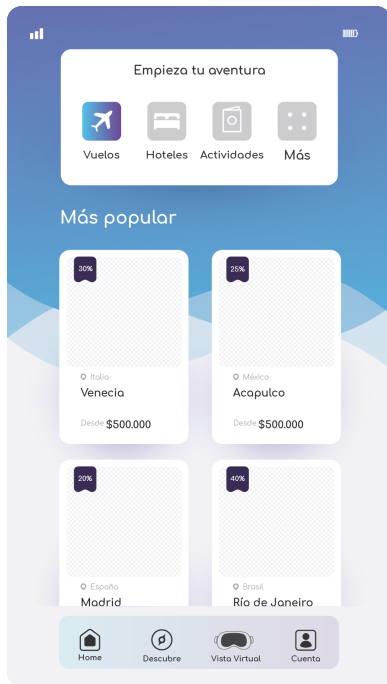 Empieza tu aventura
Vuelos Hoteles Actividades Más
Más popular
30% 25%
Italia México
Venecia Acapulco
Desde $500.000 Desde $500.000
20% 40%
España Brasil
Madrid Río de Janeiro
Home Descubre Vista Virtual Cuenta